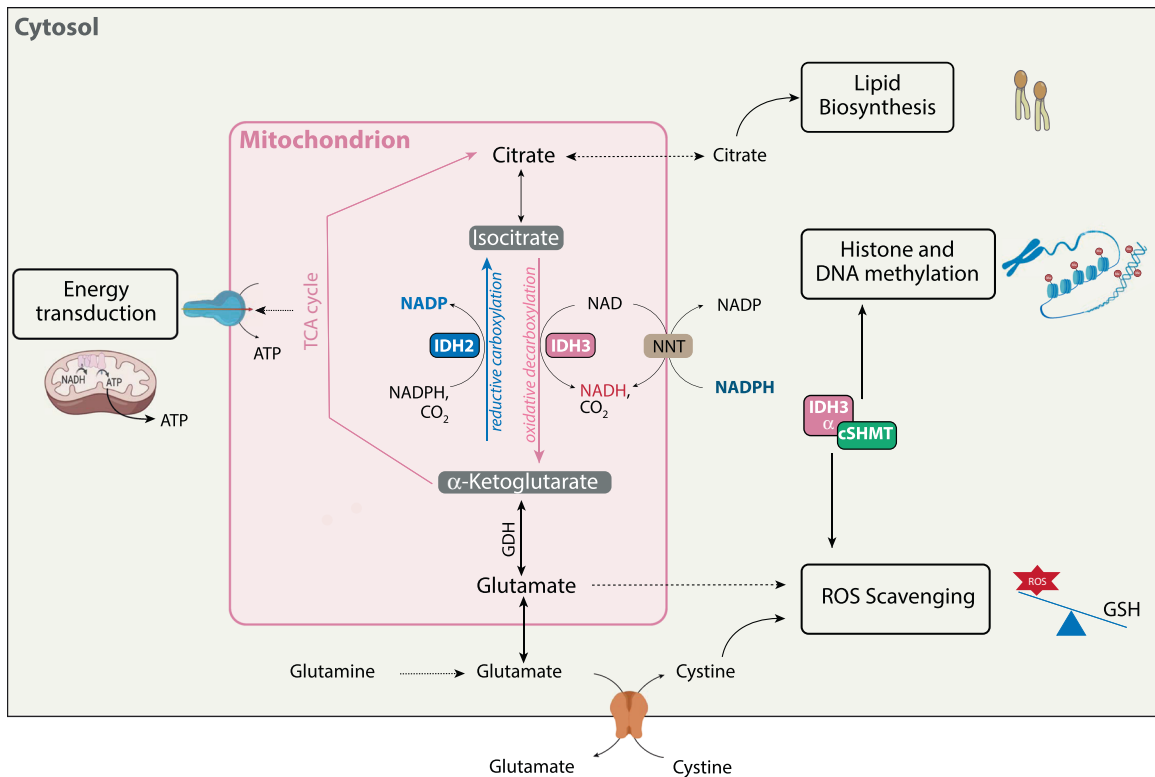 Cytosol
Lipid
Biosynthesis
Mitochondrion
Citrate
Citrate
Isocitrate
Histone and
DNA methylation
Energy
transduction
TCA cycle
ATP
NADP
reductive carboxylation
oxidative decarboxylation
NAD
NADP
IDH2
IDH3
NNT
NADPH,
CO₂
NADH,
CO₂
NADPH
NADH
ATP
ATP
IDH3
α
cSHMT
α-Ketoglutarate
GDH
Glutamate
ROS Scavenging
ROS
GSH
Glutamine
Glutamate
Cystine
Glutamate
Cystine